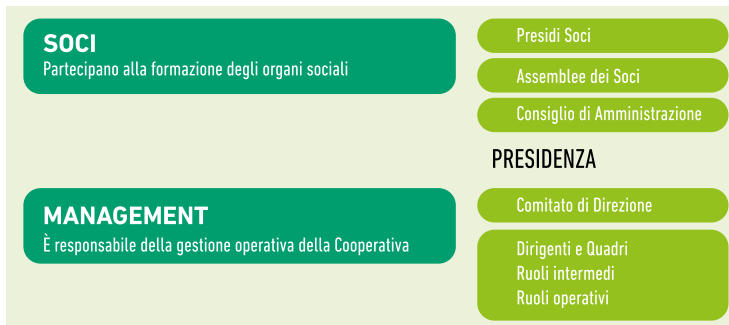 SOCI
Partecipano alla formazione degli organi sociali
Presidi Soci
Assemblee dei Soci
Consiglio di Amministrazione
PRESIDENZA
MANAGEMENT
È responsabile della gestione operativa della Cooperativa
Comitato di Direzione
Dirigenti e Quadri
Ruoli intermedi
Ruoli operativi